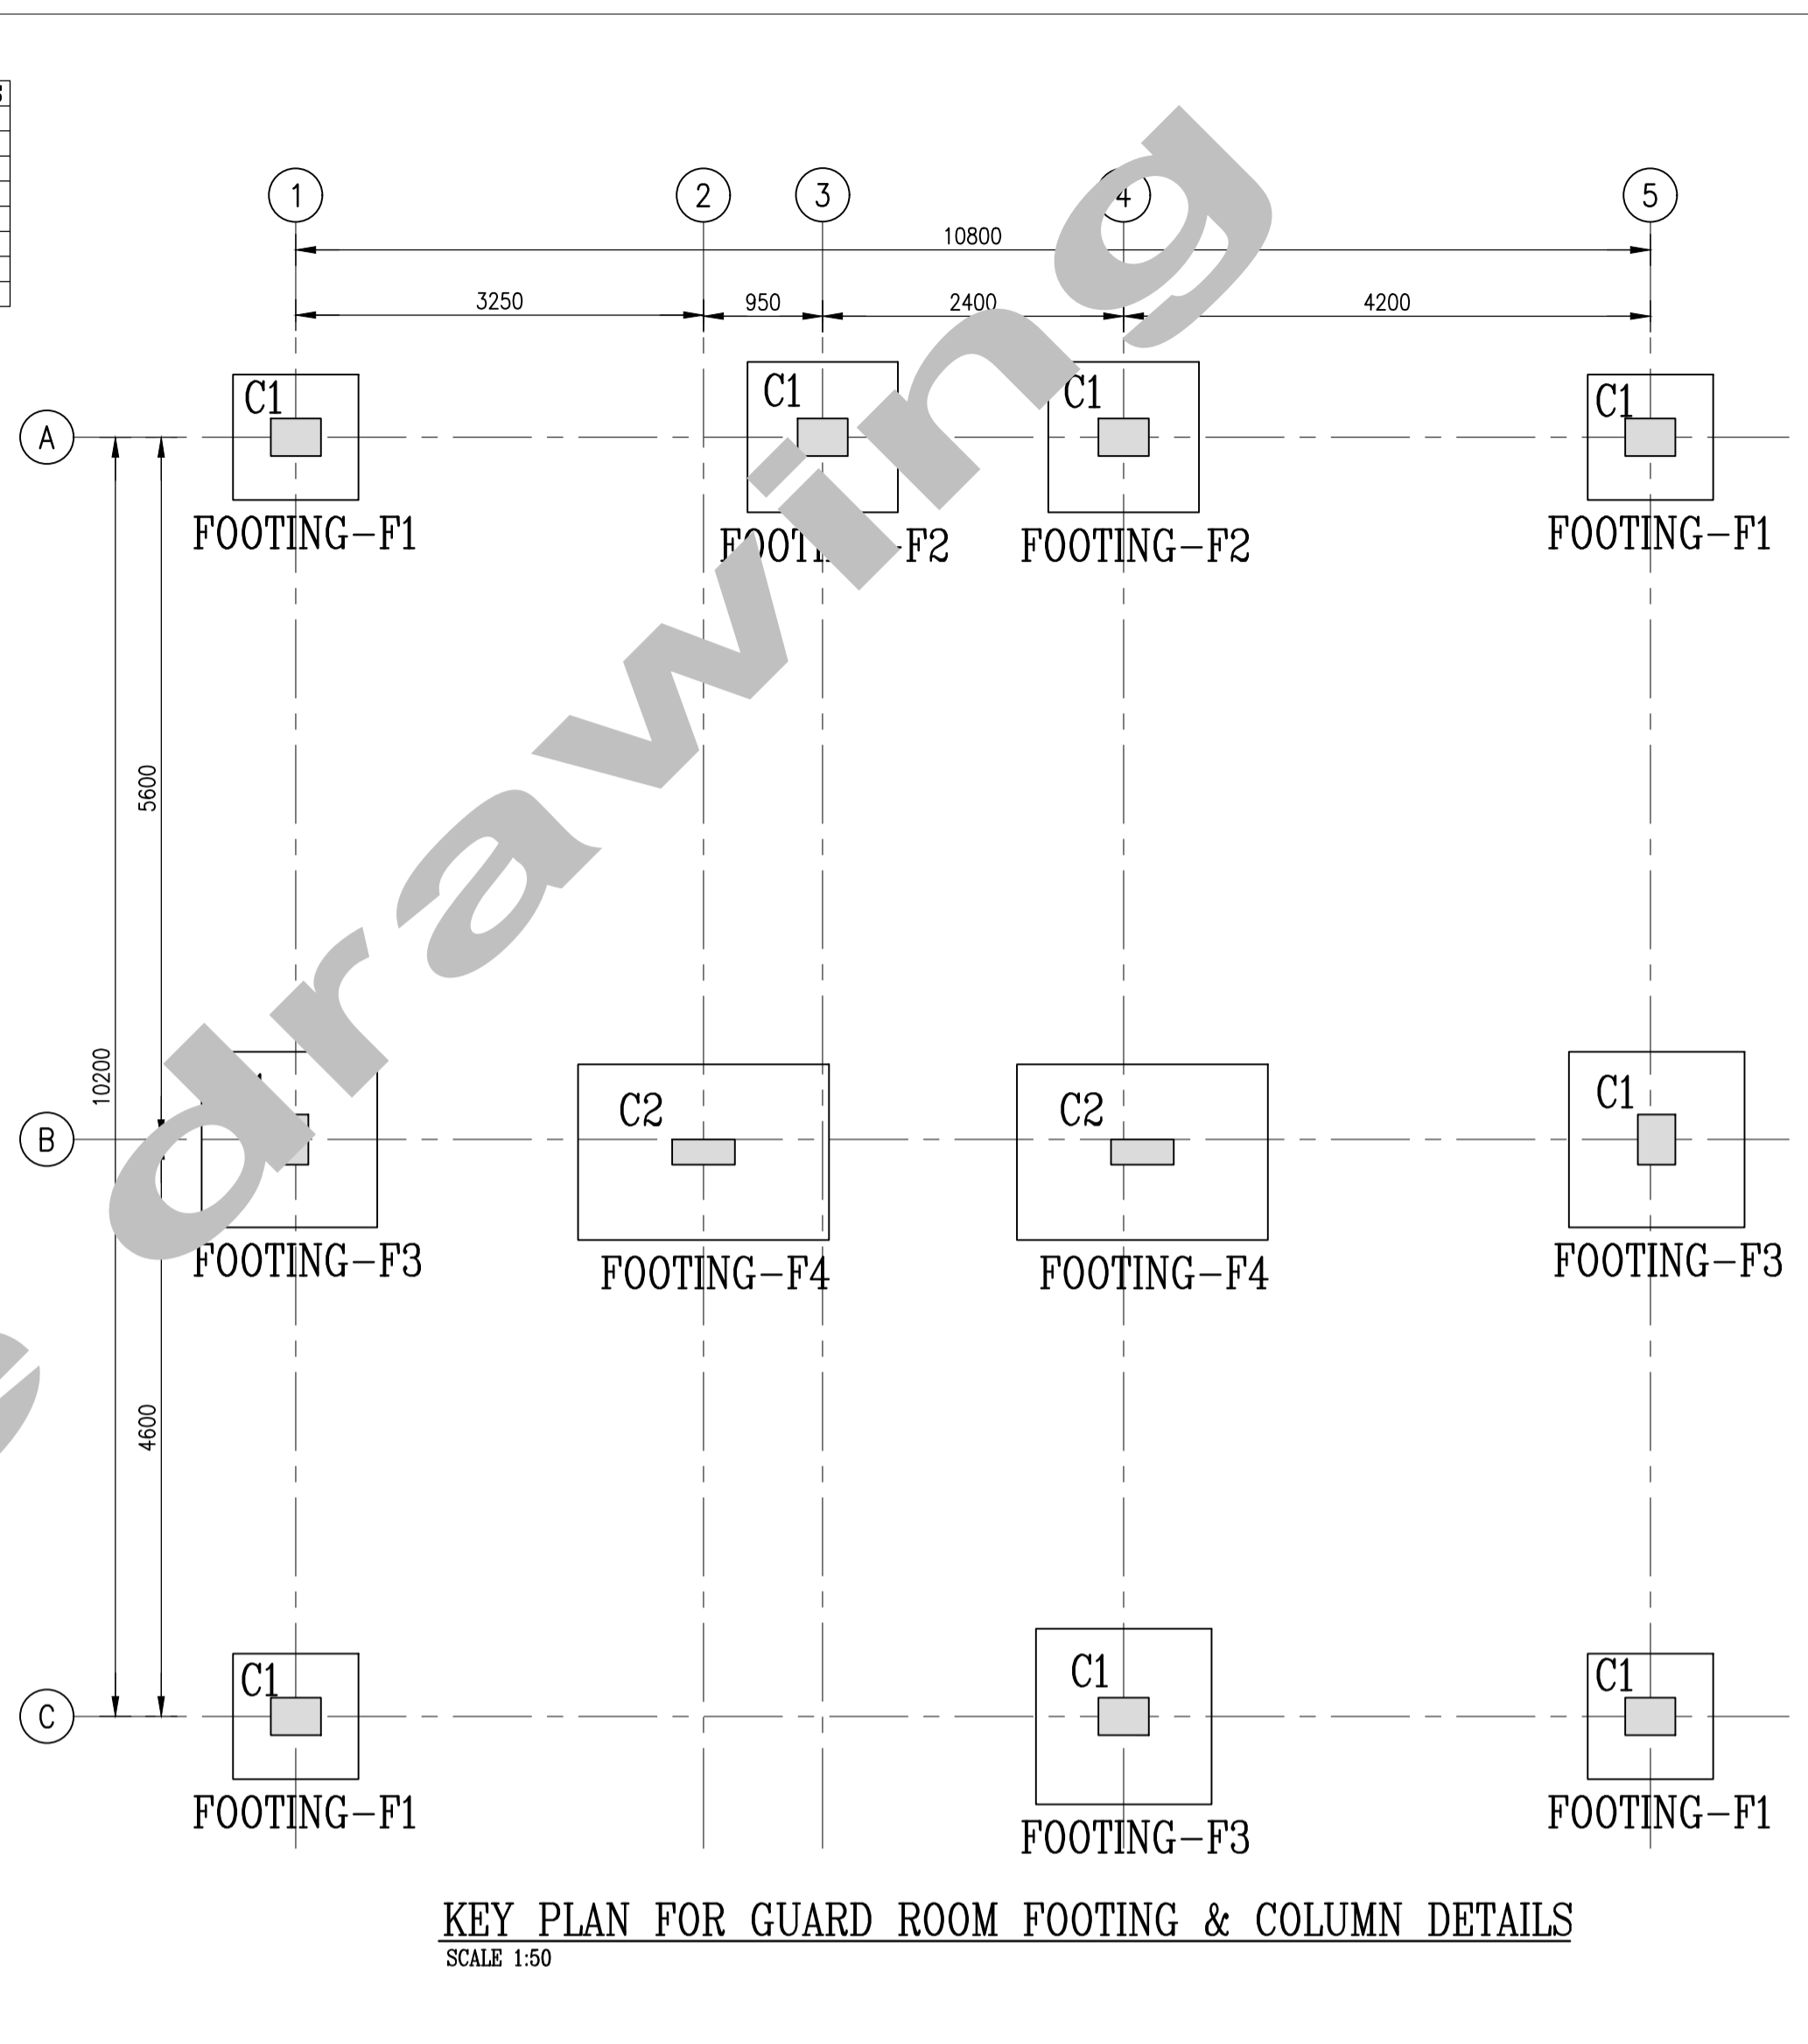 1 2 3 4 5
10800
3250 950 2400 4200
C1 C1 C1 C1
A
FOOTING-F1 FOOTING-F2 FOOTING-F1
5600
10200
C2 C2 C1
B
FOOTING-F3 FOOTING-F4 FOOTING-F4 FOOTING-F3
4600
C1 C1 C1
C
FOOTING-F1 FOOTING-F3 FOOTING-F1
KEY PLAN FOR GUARD ROOM FOOTING & COLUMN DETAILS
SCALE 1:50
drawing